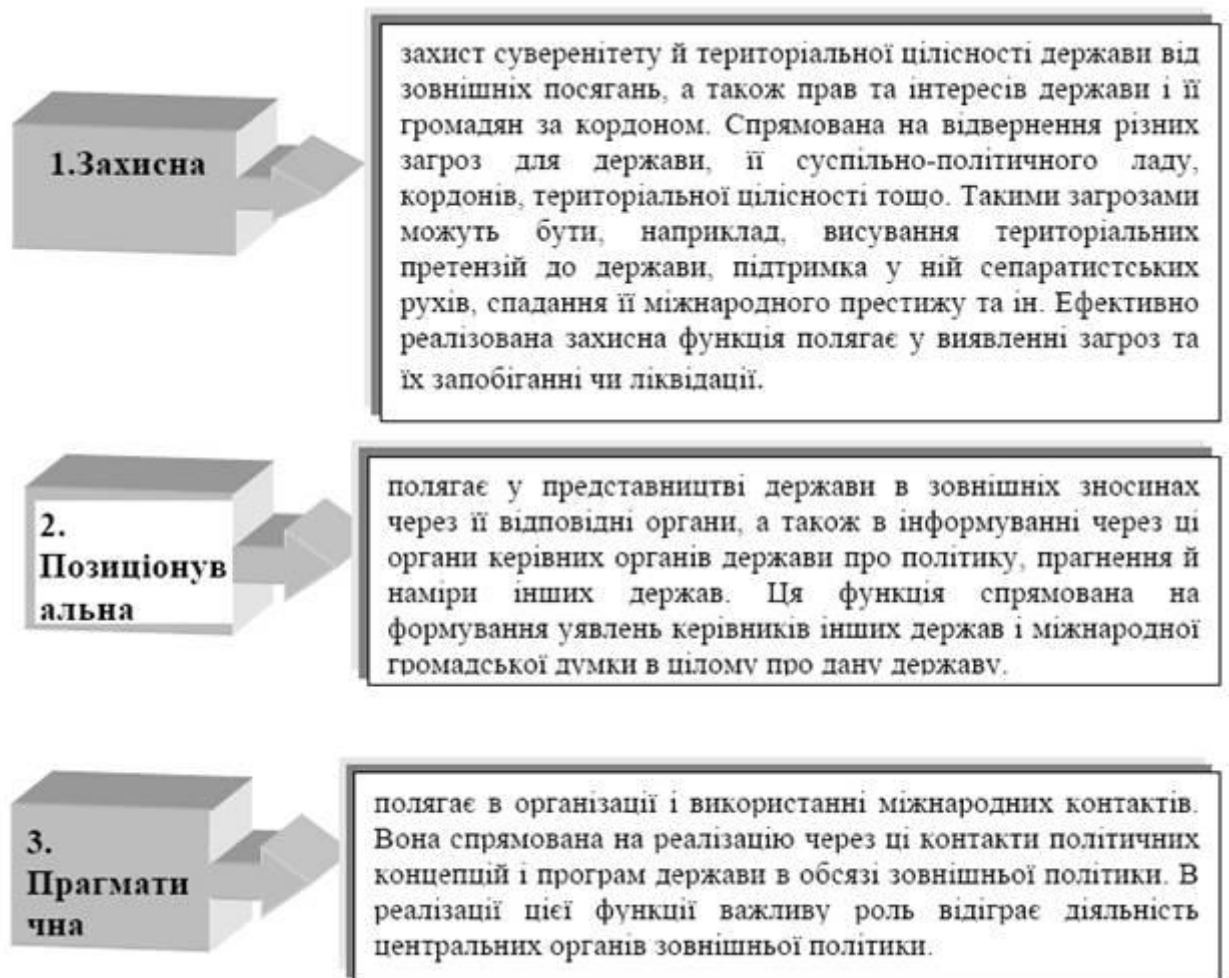 1.Захисна
захист суверенітету й територіальної цілісності держави від
зовнішніх посягань, а також прав та інтересів держави і її
громадян за кордоном. Спрямована на відвернення різних
загроз для держави, її суспільно-політичного ладу,
кордонів, територіальної цілісності тощо. Такими загрозами
можуть бути, наприклад, висування територіальних
претензій до держави, підтримка у ній сепаратистських
рухів, спадання її міжнародного престижу та ін. Ефективно
реалізована захисна функція полягає у виявленні загроз та
їх запобіганні чи ліквідації.
2.
Позиціонув
альна
полягає у представництві держави в зовнішніх зносинах
через її відповідні органи, а також в інформуванні через ці
органи керівних органів держави про політику, прагнення й
наміри інших держав. Ця функція спрямована на
формування уявлень керівників інших держав і міжнародної
громадської думки в цілому про дану державу.
3.
Прагмати
чна
полягає в організації і використанні міжнародних контактів.
Вона спрямована на реалізацію через ці контакти політичних
концепцій і програм держави в обсязі зовнішньої політики. В
реалізації цієї функції важливу роль відіграє діяльність
центральних органів зовнішньої політики.